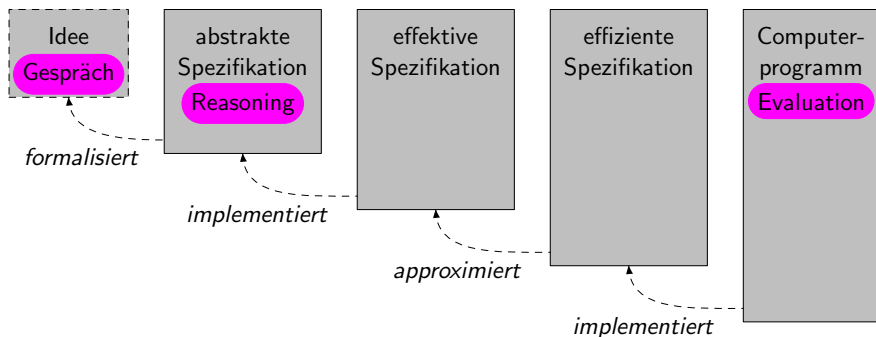 Idee
Gespräch
abstrakte
Spezifikation
Reasoning
effektive
Spezifikation
effiziente
Spezifikation
Computer-
programm
Evaluation
formalisiert
implementiert
approximiert
implementiert